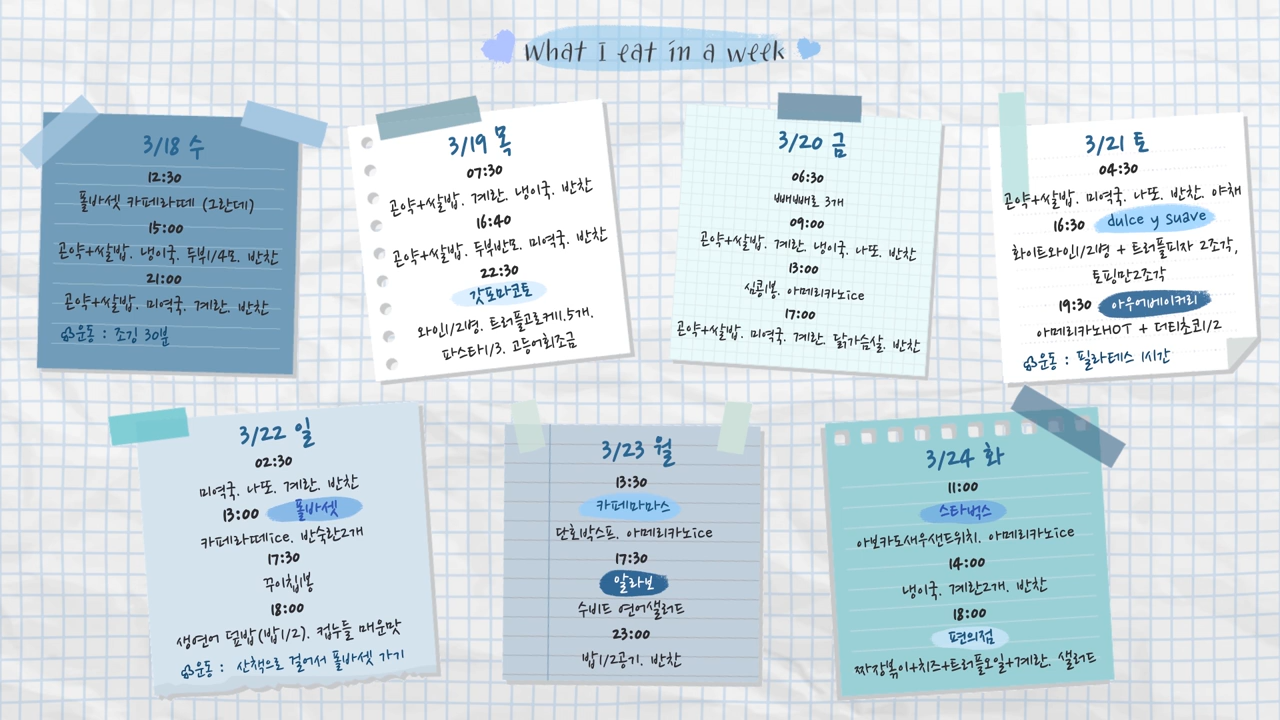 What I eat in a week
3/18 수
12:30
폴바셋 카페라떼 (그란데)
15:00
곤약+쌀밥. 냉이국. 두부1/4모. 반찬
21:00
곤약+쌀밥. 미역국. 계란. 반찬
운동 : 조깅 30분
3/19 목
07:30
곤약+쌀밥. 계란. 냉이국. 반찬
16:40
곤약+쌀밥. 두부반모. 미역국. 반찬
22:30
갓포마코토
와인1/2병. 트러플고로케1.5개.
파스타1/3. 고등어회조금
3/20 금
06:30
빼빼로 3개
09:00
곤약+쌀밥. 계란. 냉이국. 나또. 반찬
13:00
심콩1봉. 아메리카노ice
17:00
곤약+쌀밥. 미역국. 계란. 닭가슴살. 반찬
3/21 토
04:30
곤약+쌀밥. 미역국. 나또. 반찬. 야채
16:30 dulce y suave
화이트와인1/2병 + 트러플피자 2조각,
토핑만2조각
19:30 아우어베이커리
아메리카노HOT + 더티초코1/2
운동 : 필라테스 1시간
3/22 일
02:30
미역국. 나또. 계란. 반찬
13:00 폴바셋
카페라떼ice. 반숙란2개
17:30
꾸이칩1봉
18:00
생연어 덮밥(밥1/2). 컵누들 매운맛
운동 : 산책으로 걸어서 폴바셋 가기
3/23 월
13:30
카페마마스
단호박스프. 아메리카노ice
17:30
알라보
수비드 연어샐러드
23:00
밥1/2공기. 반찬
3/24 화
11:00
스타벅스
아보카도새우샌드위치. 아메리카노ice
14:00
냉이국. 계란2개. 반찬
18:00
편의점
짜장볶이+치즈+트러플오일+계란. 샐러드